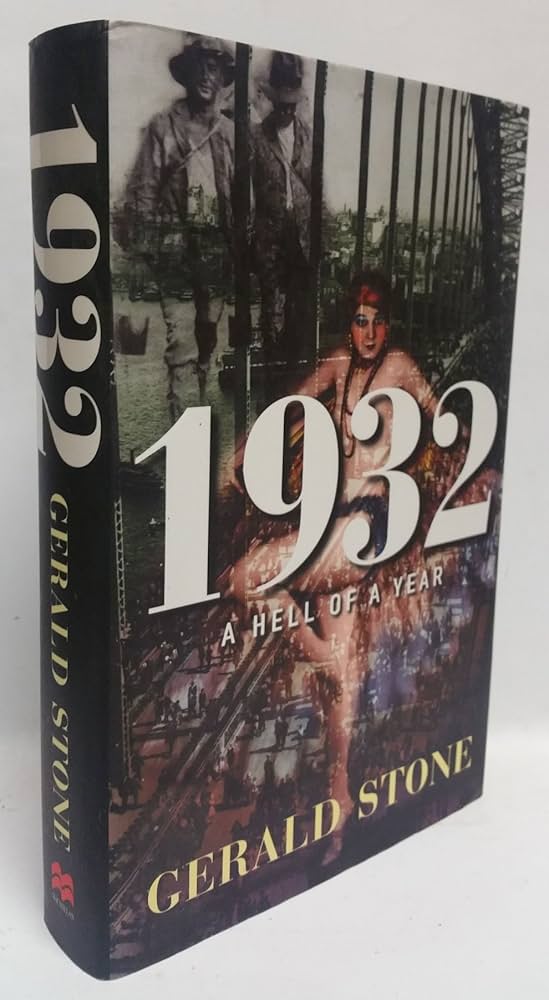 1932
GERALD STONE
1932
A HELL OF A YEAR
GERALD STONE